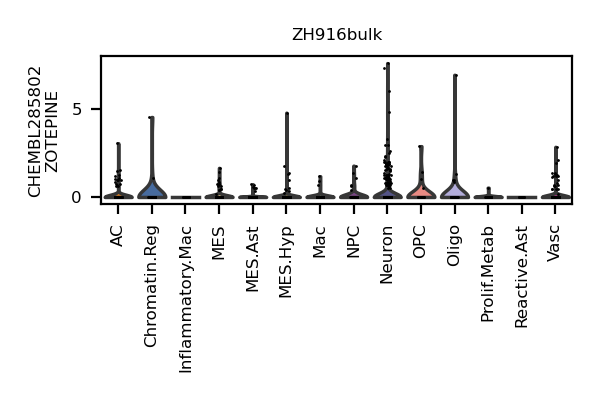 ZH916bulk
CHEMBL285802
ZOTEPINE
5
0
AC
Chromatin.Reg
Inflammatory.Mac
MES
MES.Ast
MES.Hyp
Mac
NPC
Neuron
OPC
Oligo
Prolif.Metab
Reactive.Ast
Vasc